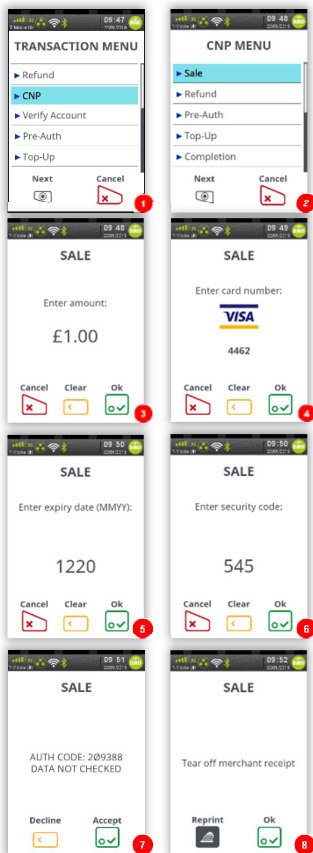 09:47
TRANSACTION MENU
Refund
CNP
Verify Account
Pre-Auth
Top-Up
Next Cancel
1
09 48
CNP MENU
Sale
Refund
Pre-Auth
Top-Up
Completion
Next Cancel
2
09 48
SALE
Enter amount:
£1.00
Cancel Clear Ok
3
09 49
SALE
Enter card number:
VISA
4462
Cancel Clear Ok
4
09 50
SALE
Enter expiry date (MMYY):
1220
Cancel Clear Ok
5
09:50
SALE
Enter security code:
545
Cancel Clear Ok
6
09 51
SALE
AUTH CODE: 2Ø9388
DATA NOT CHECKED
Decline Accept
7
09:52
SALE
Tear off merchant receipt
Reprint Ok
8